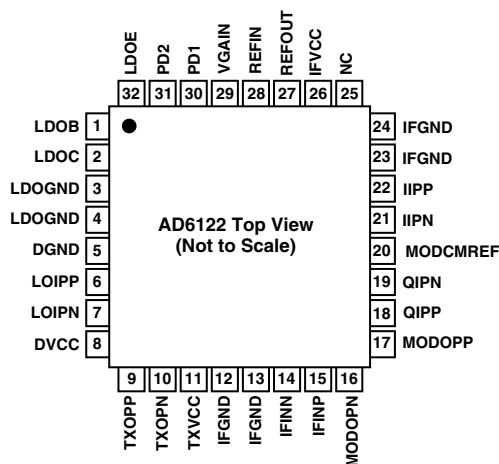 LDOE
PD2
PD1
VGAIN
REFIN
REFOUT
IFVCC
NC
32 31 30 29 28 27 26 25
LDOB 1
LDOC 2
LDOGND 3
LDOGND 4
DGND 5
LOIPP 6
LOIPN 7
DVCC 8
AD6122 Top View
(Not to Scale)
24 IFGND
23 IFGND
22 IIPP
21 IIPN
20 MODCMREF
19 QIPN
18 QIPP
17 MODOPP
9 10 11 12 13 14 15 16
TXOPP
TXOPN
TXVCC
IFGND
IFGND
IFINN
IFINP
MODOPN